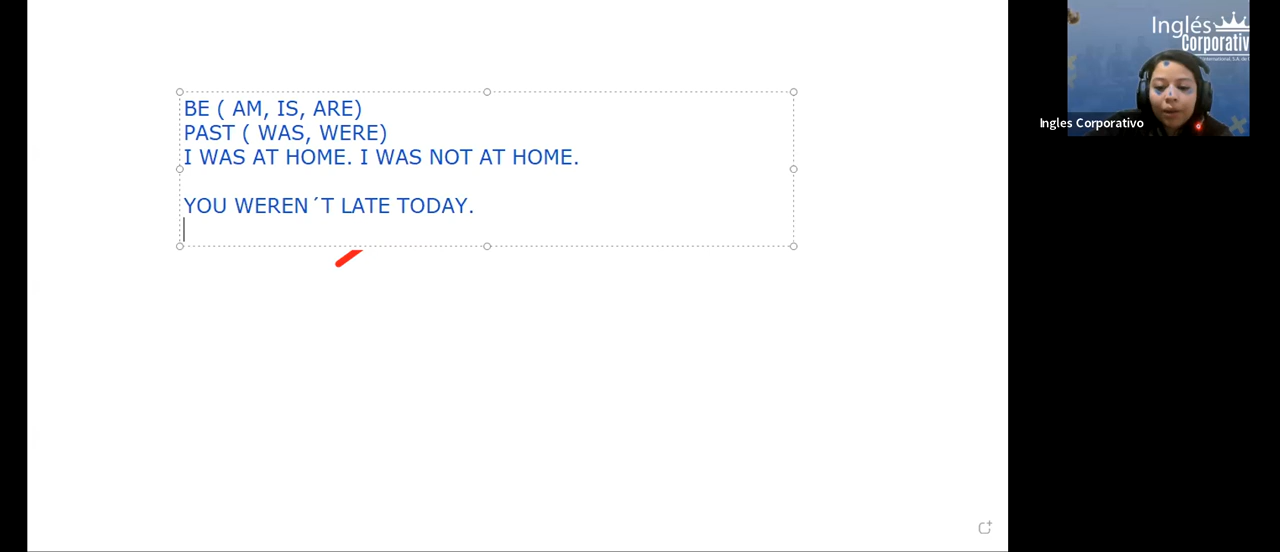 BE ( AM, IS, ARE)
PAST ( WAS, WERE)
I WAS AT HOME. I WAS NOT AT HOME.
YOU WEREN´T LATE TODAY.
Inglés
Corporativ
Ingles Corporativo